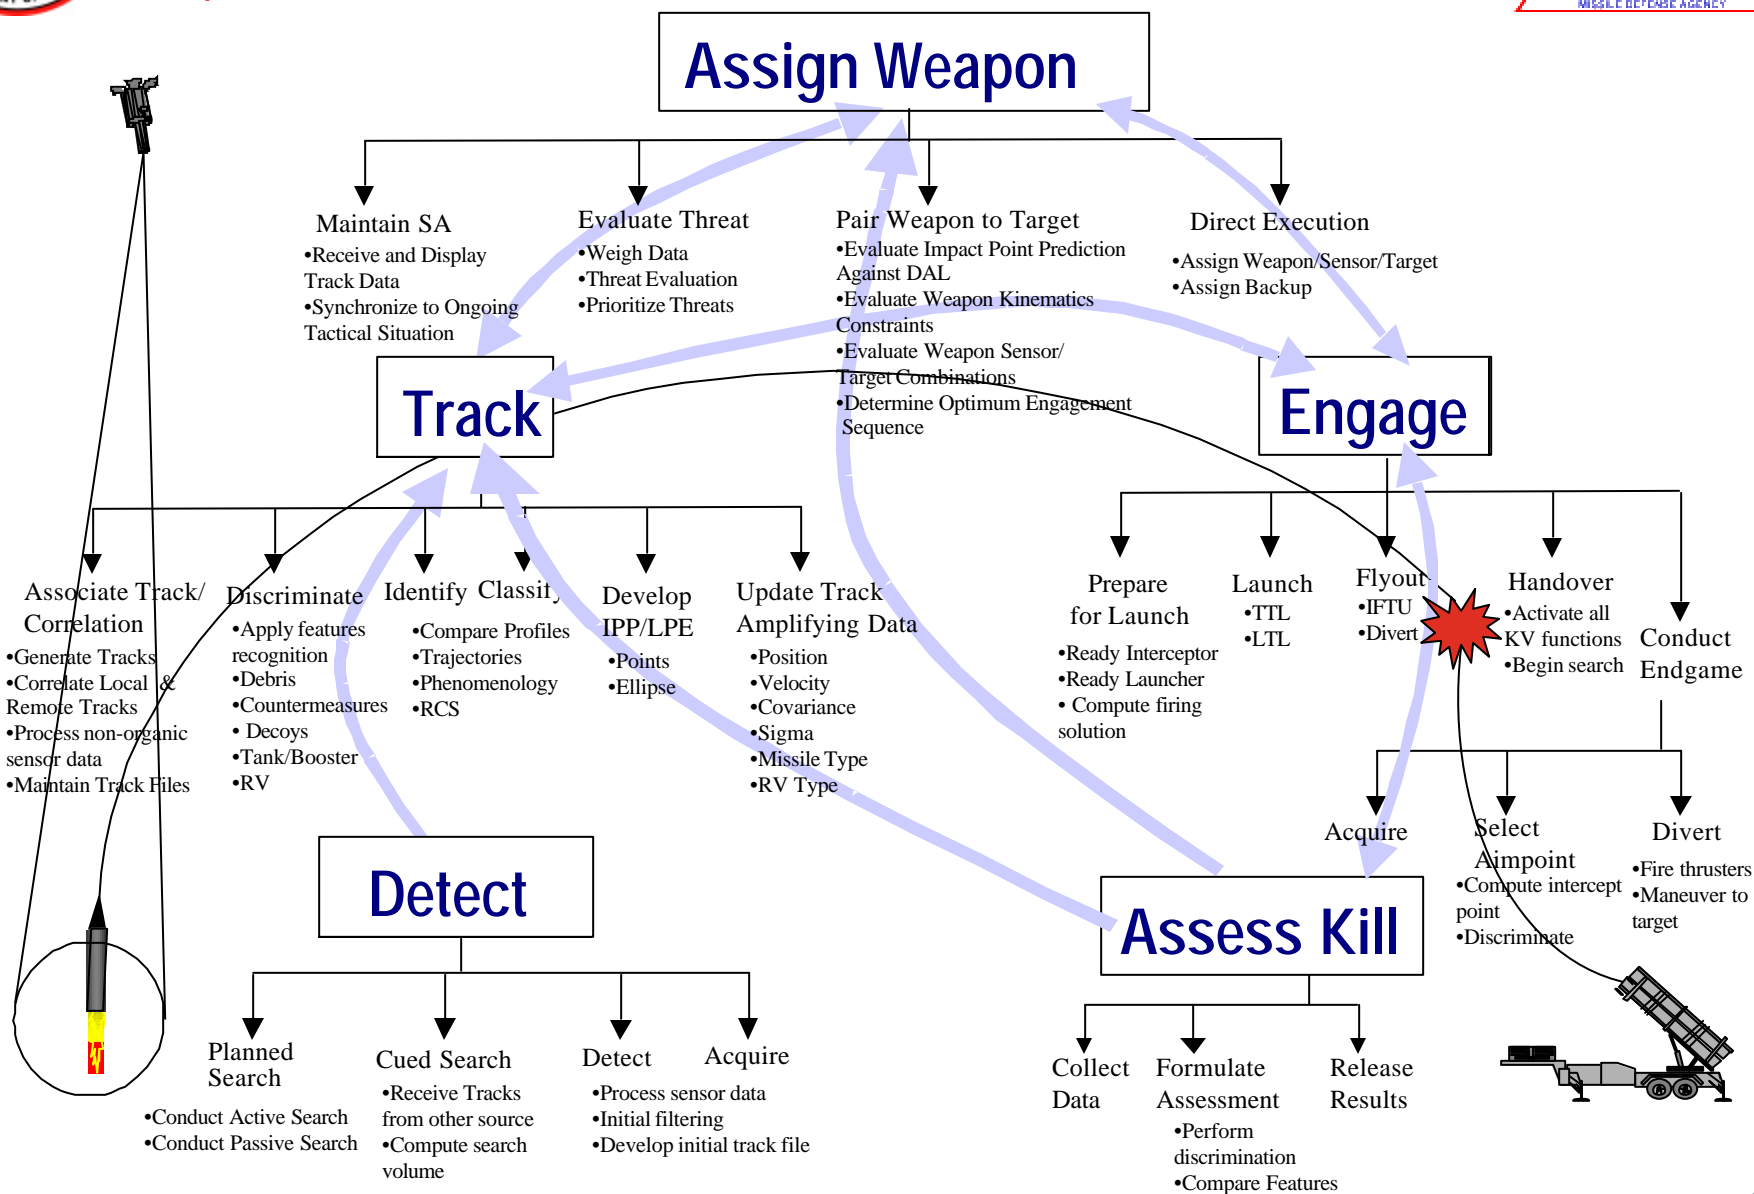 MISSILE DEFENSE AGENCY
Assign Weapon
Maintain SA
•Receive and Display
Track Data
•Synchronize to Ongoing
Tactical Situation
Evaluate Threat
•Weigh Data
•Threat Evaluation
•Prioritize Threats
Pair Weapon to Target
•Evaluate Impact Point Prediction
Against DAL
•Evaluate Weapon Kinematics
Constraints
•Evaluate Weapon Sensor/
Target Combinations
•Determine Optimum Engagement
Sequence
Direct Execution
•Assign Weapon/Sensor/Target
•Assign Backup
Track
Engage
Associate Track/
Correlation
•Generate Tracks
•Correlate Local &
Remote Tracks
•Process non-organic
sensor data
•Maintain Track Files
Discriminate
•Apply features
recognition
•Debris
•Countermeasures
• Decoys
•Tank/Booster
•RV
Identify
Classify
•Compare Profiles
•Trajectories
•Phenomenology
•RCS
Develop
IPP/LPE
•Points
•Ellipse
Update Track
Amplifying Data
•Position
•Velocity
•Covariance
•Sigma
•Missile Type
•RV Type
Prepare
for Launch
•Ready Interceptor
•Ready Launcher
• Compute firing
solution
Launch
•TTL
•LTL
Flyout
•IFTU
•Divert
Handover
•Activate all
KV functions
•Begin search
Conduct
Endgame
Acquire
Select
Aimpoint
•Compute intercept
point
•Discriminate
Divert
•Fire thrusters
•Maneuver to
target
Detect
Planned
Search
•Conduct Active Search
•Conduct Passive Search
Cued Search
•Receive Tracks
from other source
•Compute search
volume
Detect
•Process sensor data
•Initial filtering
•Develop initial track file
Acquire
Assess Kill
Collect
Data
Formulate
Assessment
•Perform
discrimination
•Compare Features
Release
Results